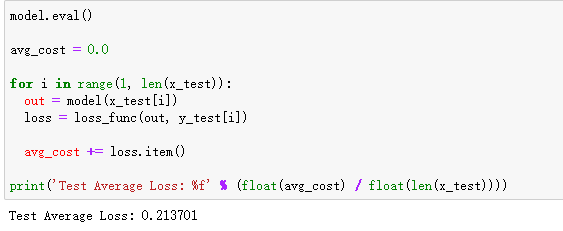 model.eval()
avg_cost = 0.0
for i in range(1, len(x_test)):
out = model(x_test[i])
loss = loss_func(out, y_test[i])
avg_cost += loss.item()
print('Test Average Loss: %f' % (float(avg_cost) / float(len(x_test))))
Test Average Loss: 0.213701